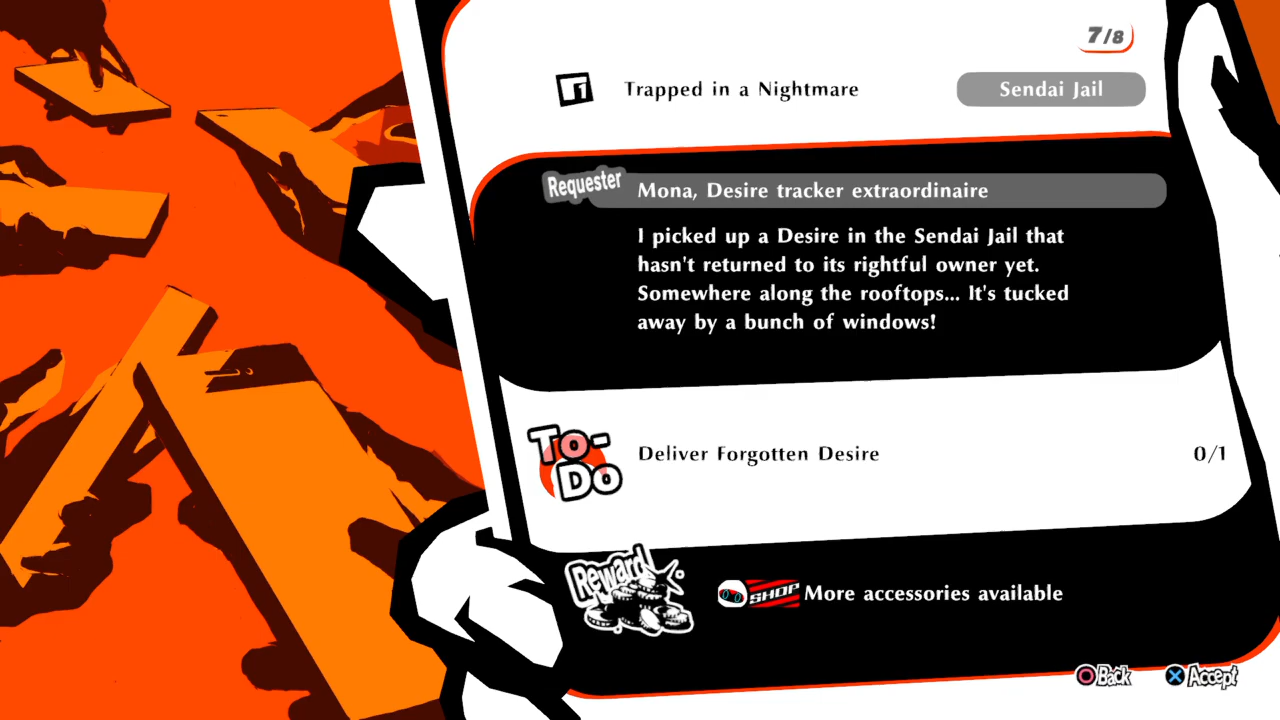 7/8
1 Trapped in a Nightmare Sendai Jail
Requester Mona, Desire tracker extraordinaire
I picked up a Desire in the Sendai Jail that
hasn't returned to its rightful owner yet.
Somewhere along the rooftops... It's tucked
away by a bunch of windows!
To-
Do
Deliver Forgotten Desire 0/1
Reward
SHOP More accessories available
Back Accept